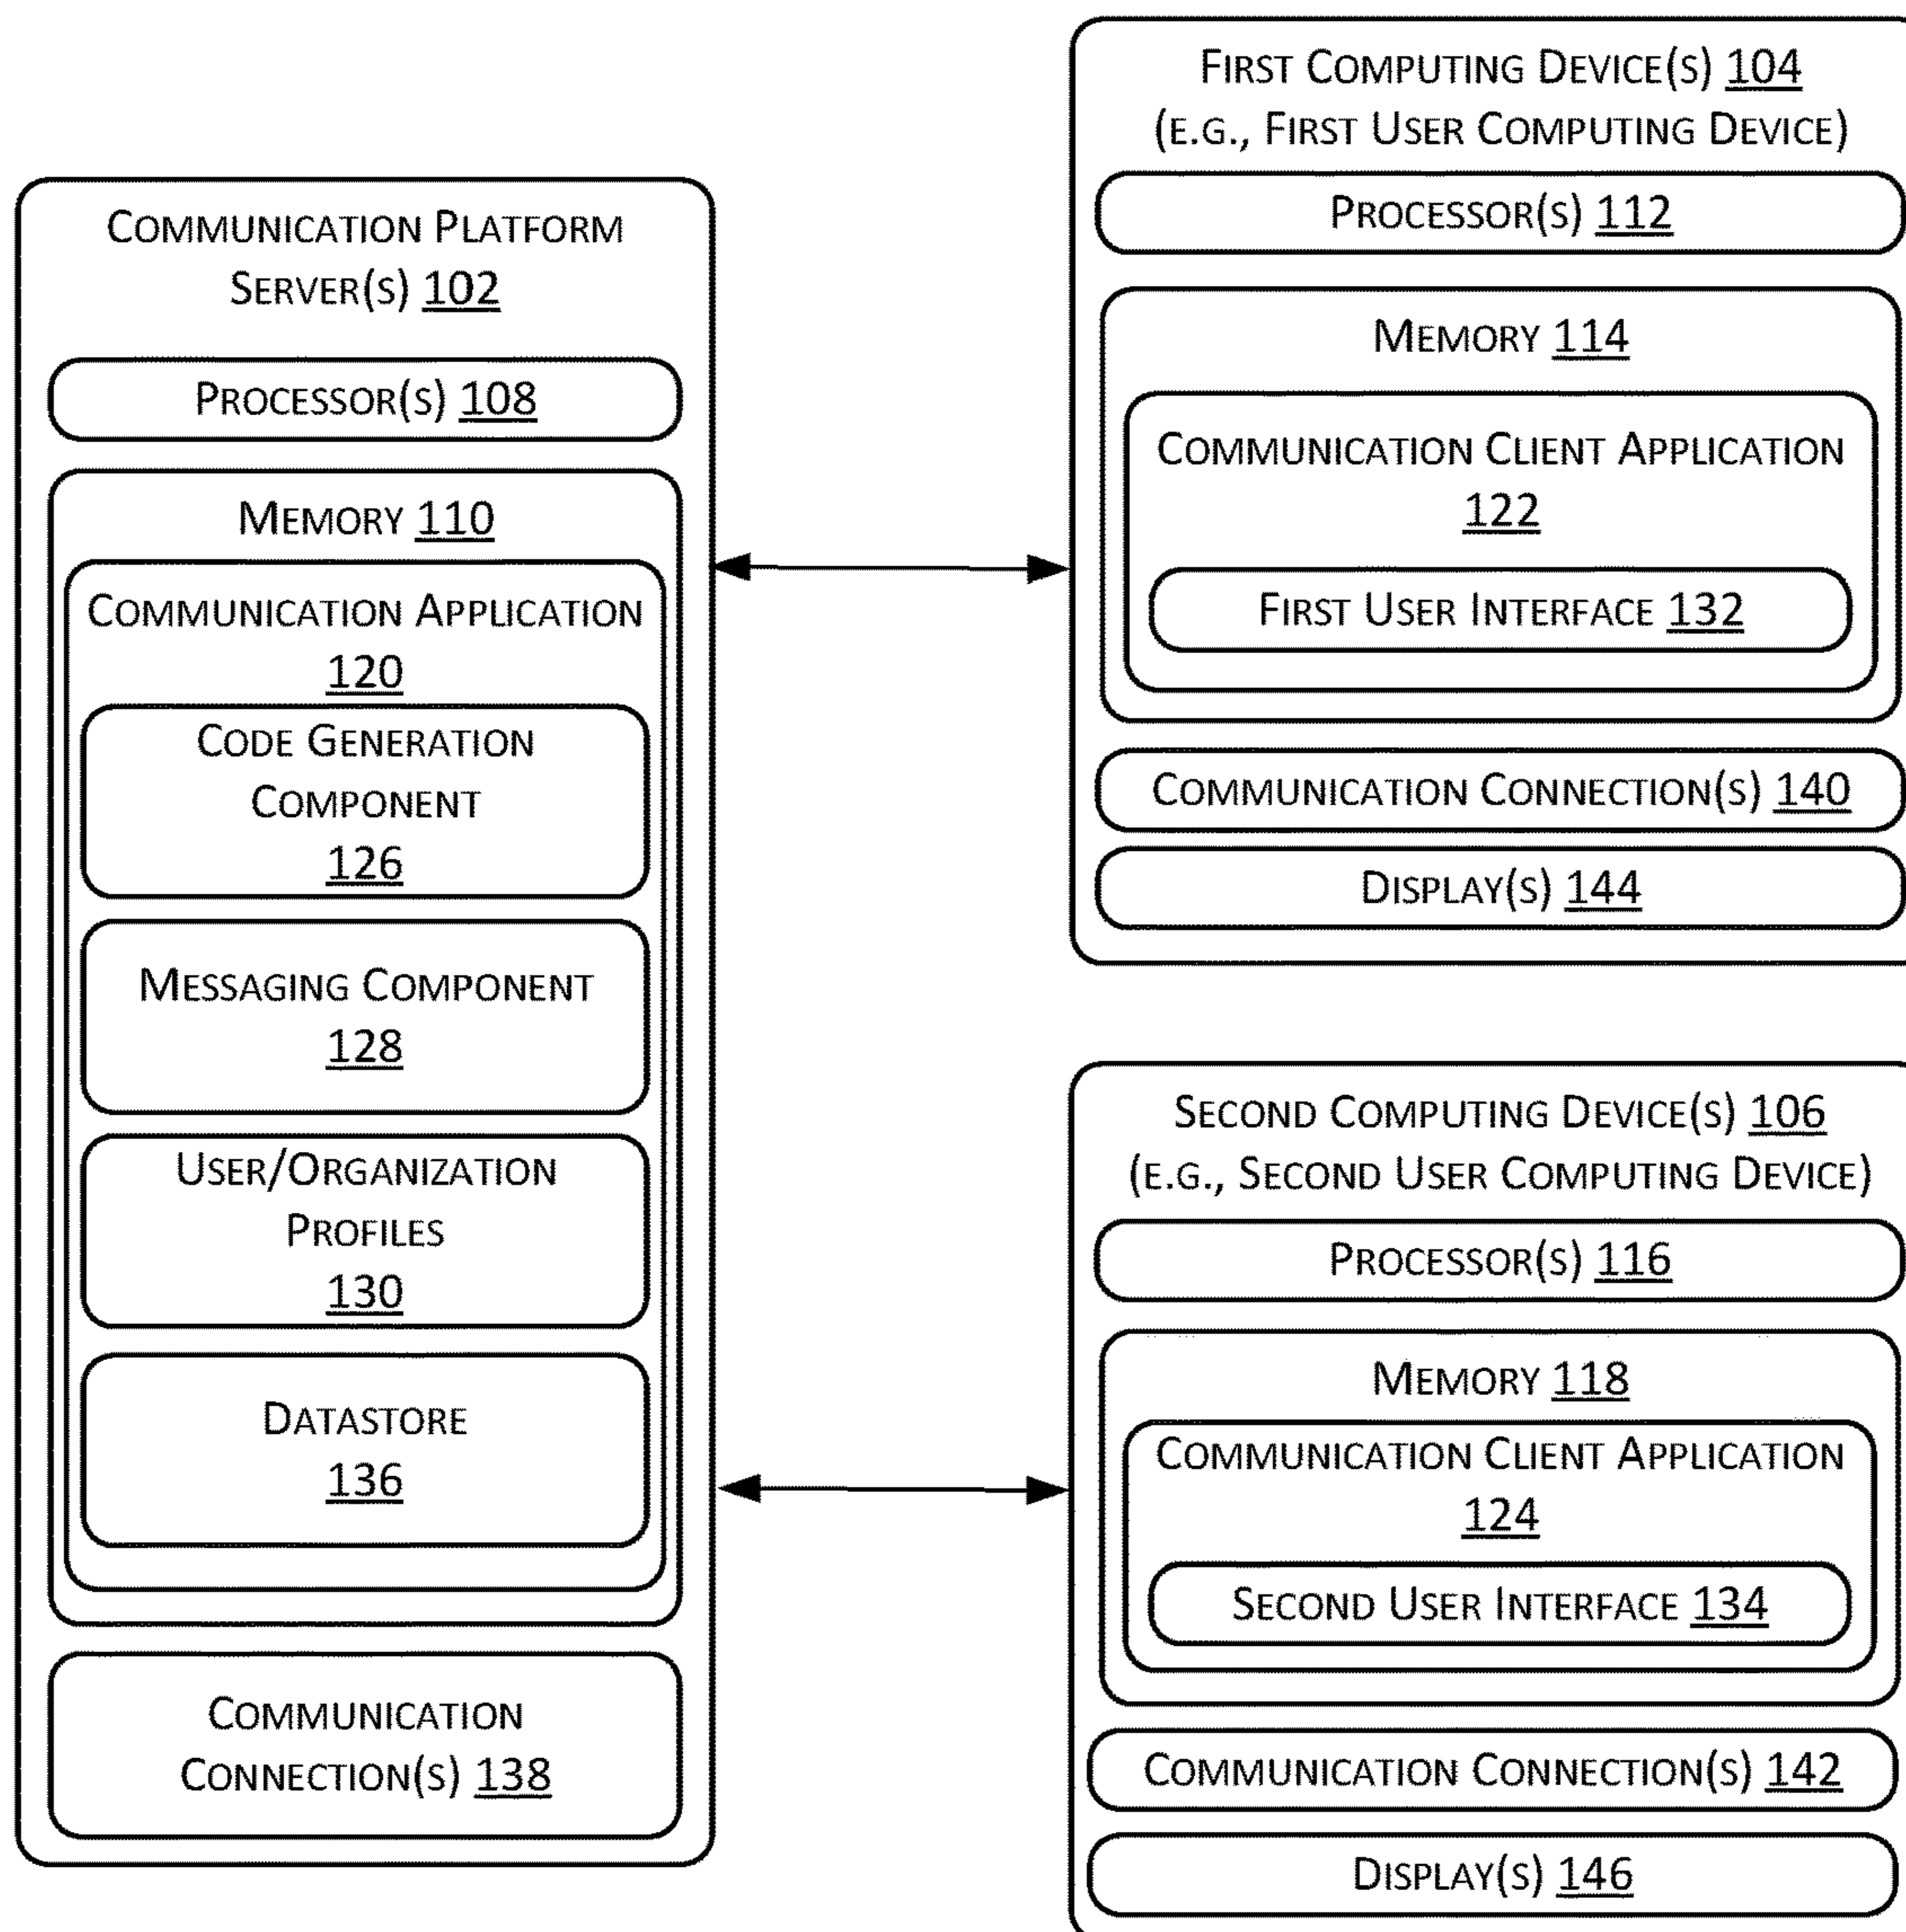 COMMUNICATION PLATFORM
SERVER(S) 102
PROCESSOR(S) 108
MEMORY 110
COMMUNICATION APPLICATION
120
CODE GENERATION
COMPONENT
126
MESSAGING COMPONENT
128
USER/ORGANIZATION
PROFILES
130
DATASTORE
136
COMMUNICATION
CONNECTION(S) 138
FIRST COMPUTING DEVICE(S) 104
(E.G., FIRST USER COMPUTING DEVICE)
PROCESSOR(S) 112
MEMORY 114
COMMUNICATION CLIENT APPLICATION
122
FIRST USER INTERFACE 132
COMMUNICATION CONNECTION(S) 140
DISPLAY(S) 144
SECOND COMPUTING DEVICE(S) 106
(E.G., SECOND USER COMPUTING DEVICE)
PROCESSOR(S) 116
MEMORY 118
COMMUNICATION CLIENT APPLICATION
124
SECOND USER INTERFACE 134
COMMUNICATION CONNECTION(S) 142
DISPLAY(S) 146